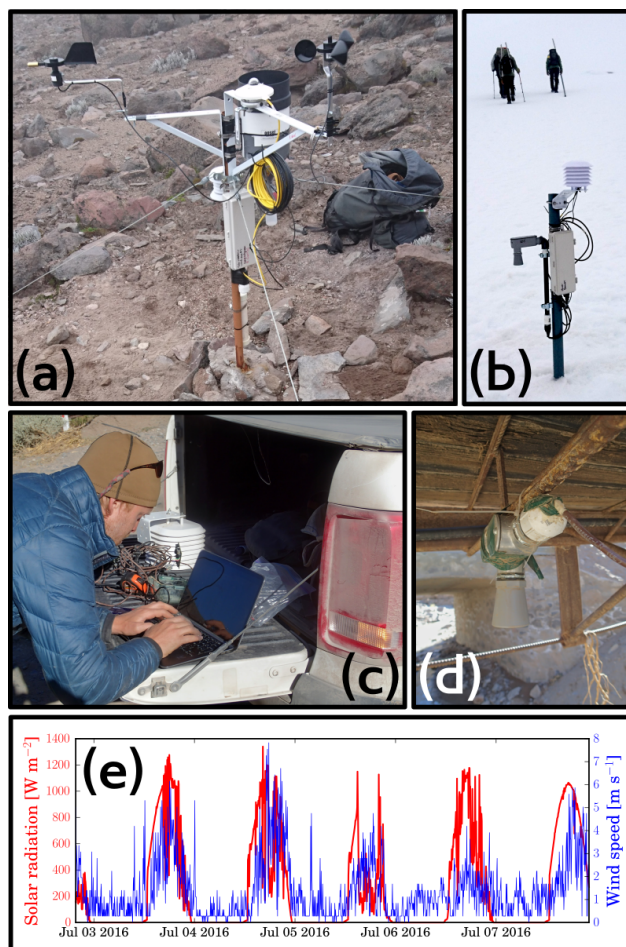 (a)
(b)
(c)
(d)
(e)
Solar radiation [W m⁻²]
1400
1200
1000
800
600
400
200
0
8
7
6
5
4
3
2
1
0
Wind speed [m s⁻¹]
Jul 03 2016 Jul 04 2016 Jul 05 2016 Jul 06 2016 Jul 07 2016